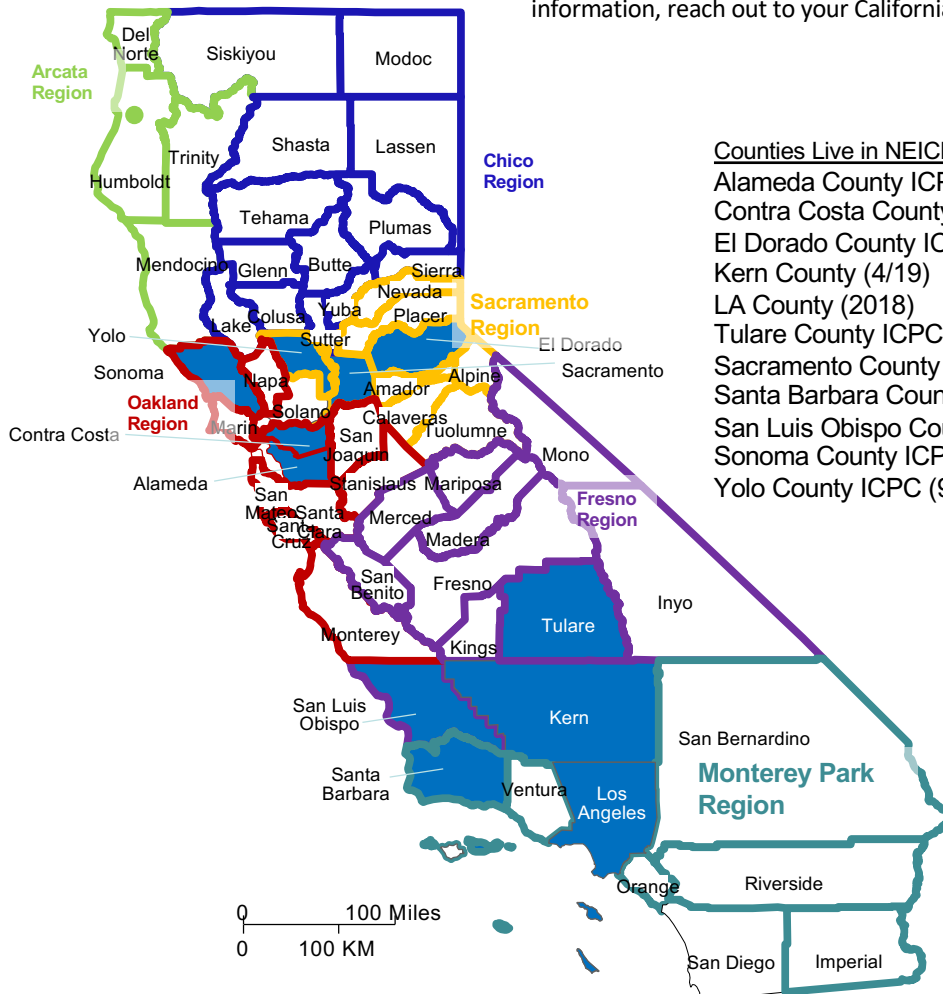 information, reach out to your California
Del
Norte
Siskiyou
Modoc
Arcata
Region
Shasta
Lassen
Trinity
Chico
Region
Humboldt
Tehama
Plumas
Mendocino
Glenn
Butte
Sierra
Nevada
Colusa
Yuba
Placer
Sacramento
Region
Lake
Yolo
Sutter
El Dorado
Sonoma
Napa
Amador
Alpine
Sacramento
Oakland
Region
Solano
Marin
Calaveras
Contra Costa
San
Joaquin
Tuolumne
Mono
Alameda
Stanislaus
Mariposa
San
Mateo
Santa
Clara
Santa
Cruz
Merced
Fresno
Region
Madera
San
Benito
Fresno
Inyo
Tulare
Monterey
Kings
San Luis
Obispo
Kern
San Bernardino
Santa
Barbara
Ventura
Los
Angeles
Monterey Park
Region
Orange
Riverside
San Diego
Imperial
0 100 Miles
0 100 KM
Counties Live in NEIC
Alameda County ICP
Contra Costa County
El Dorado County IC
Kern County (4/19)
LA County (2018)
Tulare County ICPC
Sacramento County
Santa Barbara Coun
San Luis Obispo Cou
Sonoma County ICP
Yolo County ICPC (9